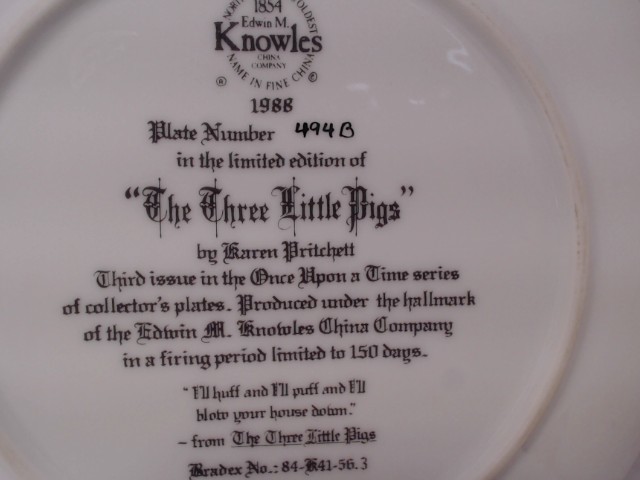 1854
Edwin M.
Knowles
CHINA
COMPANY
NAME IN FINE CHINA
® ©
1988
Plate Number 494B
in the limited edition of
"The Three Little Pigs"
by Karen Pritchett
Third issue in the Once Upon a Time series
of collector's plates. Produced under the hallmark
of the Edwin M. Knowles China Company
in a firing period limited to 150 days.
"I'll huff and I'll puff and I'll
blow your house down."
– from The Three Little Pigs
Bradex No.: 84-K41-56.3